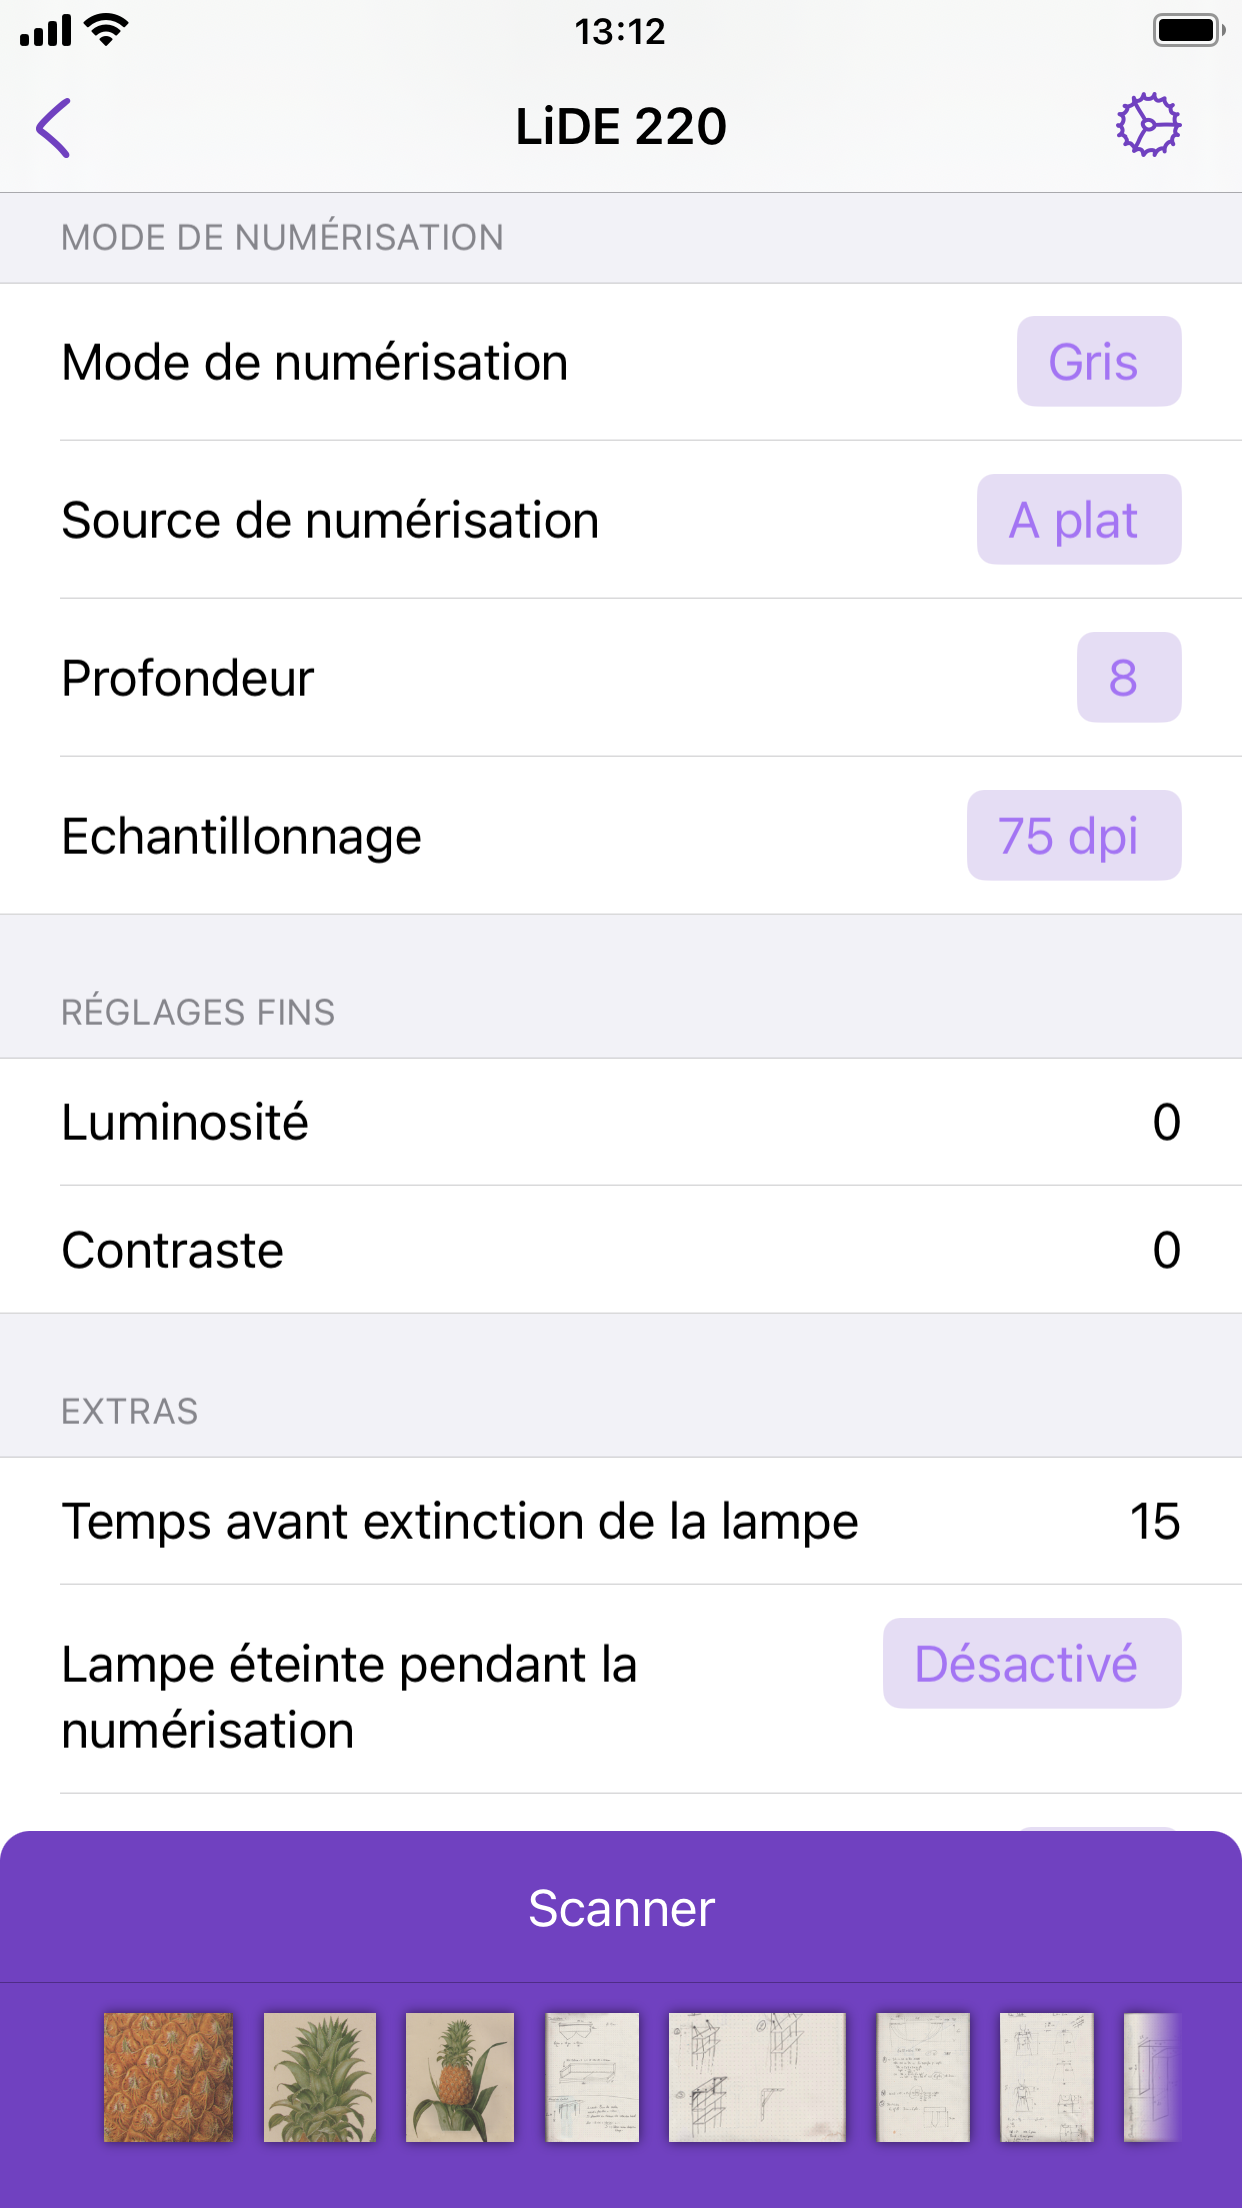 13:12
LiDE 220
MODE DE NUMÉRISATION
Mode de numérisation
Gris
Source de numérisation
A plat
Profondeur
8
Echantillonnage
75 dpi
RÉGLAGES FINS
Luminosité
0
Contraste
0
EXTRAS
Temps avant extinction de la lampe
15
Lampe éteinte pendant la
numérisation
Désactivé
Scanner